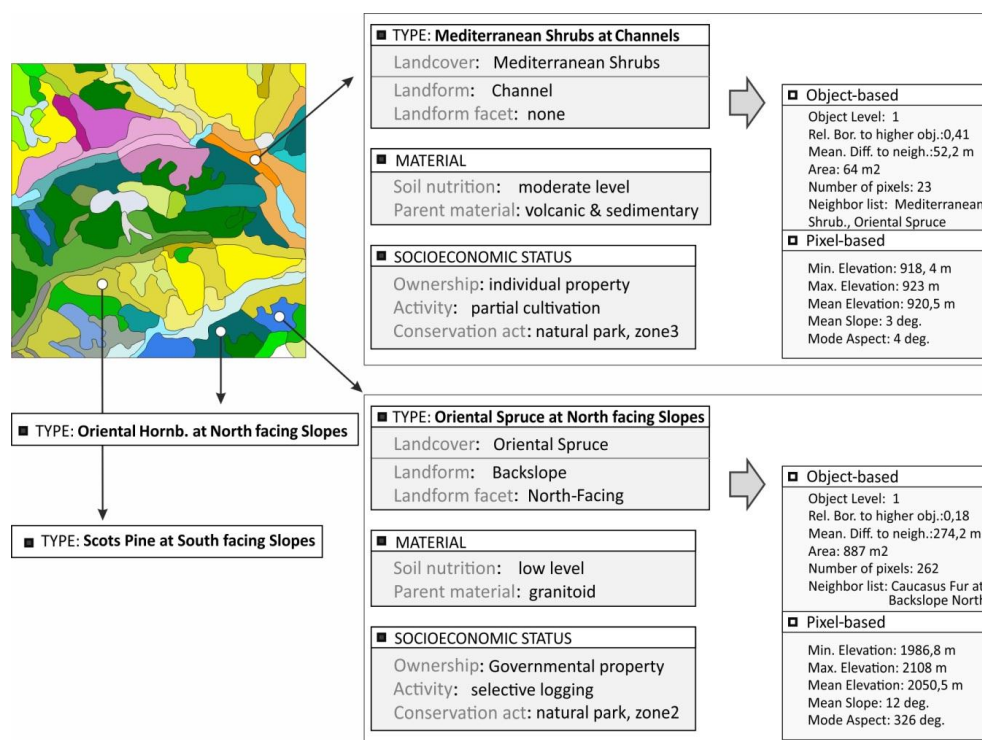 TYPE: Mediterranean Shrubs at Channels
Landcover: Mediterranean Shrubs
Landform: Channel
Landform facet: none
MATERIAL
Soil nutrition: moderate level
Parent material: volcanic & sedimentary
SOCIOECONOMIC STATUS
Ownership: individual property
Activity: partial cultivation
Conservation act: natural park, zone3
Object-based
Object Level: 1
Rel. Bor. to higher obj.:0,41
Mean. Diff. to neigh.:52,2 m
Area: 64 m2
Number of pixels: 23
Neighbor list: Mediterranean
Shrub., Oriental Spruce
Pixel-based
Min. Elevation: 918, 4 m
Max. Elevation: 923 m
Mean Elevation: 920,5 m
Mean Slope: 3 deg.
Mode Aspect: 4 deg.
TYPE: Oriental Hornb. at North facing Slopes
TYPE: Scots Pine at South facing Slopes
TYPE: Oriental Spruce at North facing Slopes
Landcover: Oriental Spruce
Landform: Backslope
Landform facet: North-Facing
MATERIAL
Soil nutrition: low level
Parent material: granitoid
SOCIOECONOMIC STATUS
Ownership: Governmental property
Activity: selective logging
Conservation act: natural park, zone2
Object-based
Object Level: 1
Rel. Bor. to higher obj.:0,18
Mean. Diff. to neigh.:274,2 m
Area: 887 m2
Number of pixels: 262
Neighbor list: Caucasus Fur at
Backslope North
Pixel-based
Min. Elevation: 1986,8 m
Max. Elevation: 2108 m
Mean Elevation: 2050,5 m
Mean Slope: 12 deg.
Mode Aspect: 326 deg.